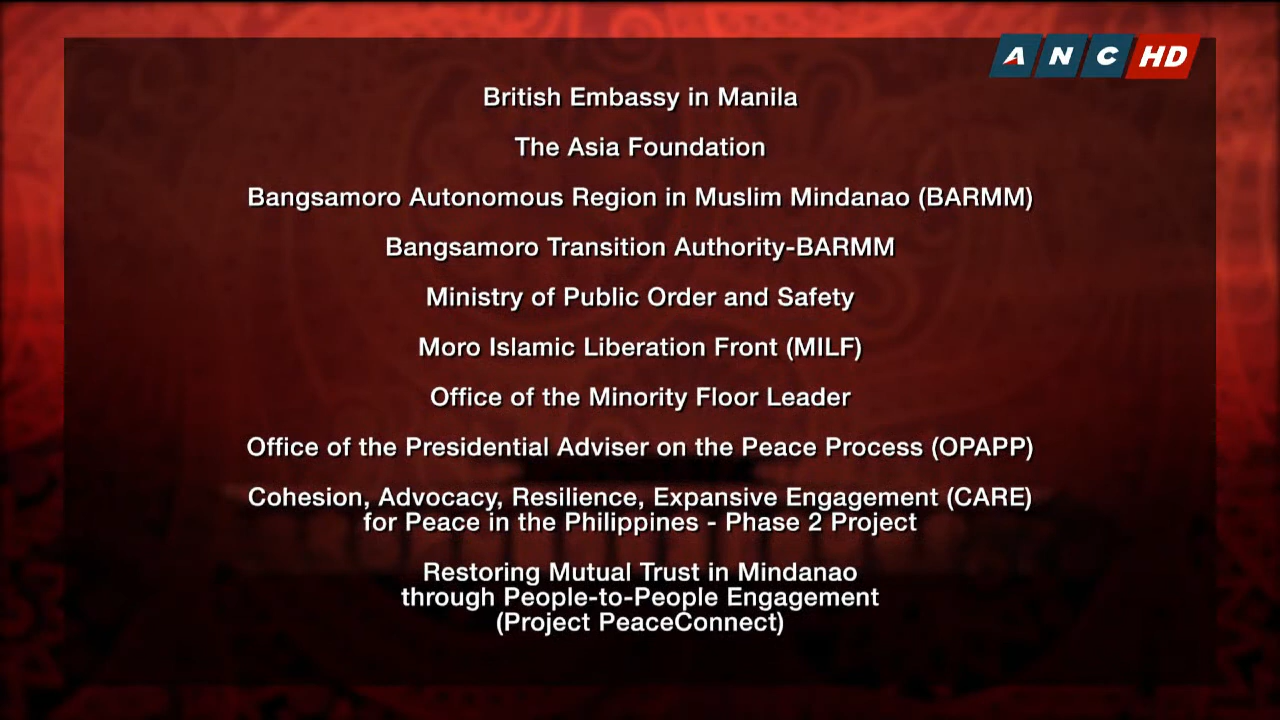 ANC HD
British Embassy in Manila
The Asia Foundation
Bangsamoro Autonomous Region in Muslim Mindanao (BARMM)
Bangsamoro Transition Authority-BARMM
Ministry of Public Order and Safety
Moro Islamic Liberation Front (MILF)
Office of the Minority Floor Leader
Office of the Presidential Adviser on the Peace Process (OPAPP)
Cohesion, Advocacy, Resilience, Expansive Engagement (CARE)
for Peace in the Philippines - Phase 2 Project
Restoring Mutual Trust in Mindanao
through People-to-People Engagement
(Project PeaceConnect)